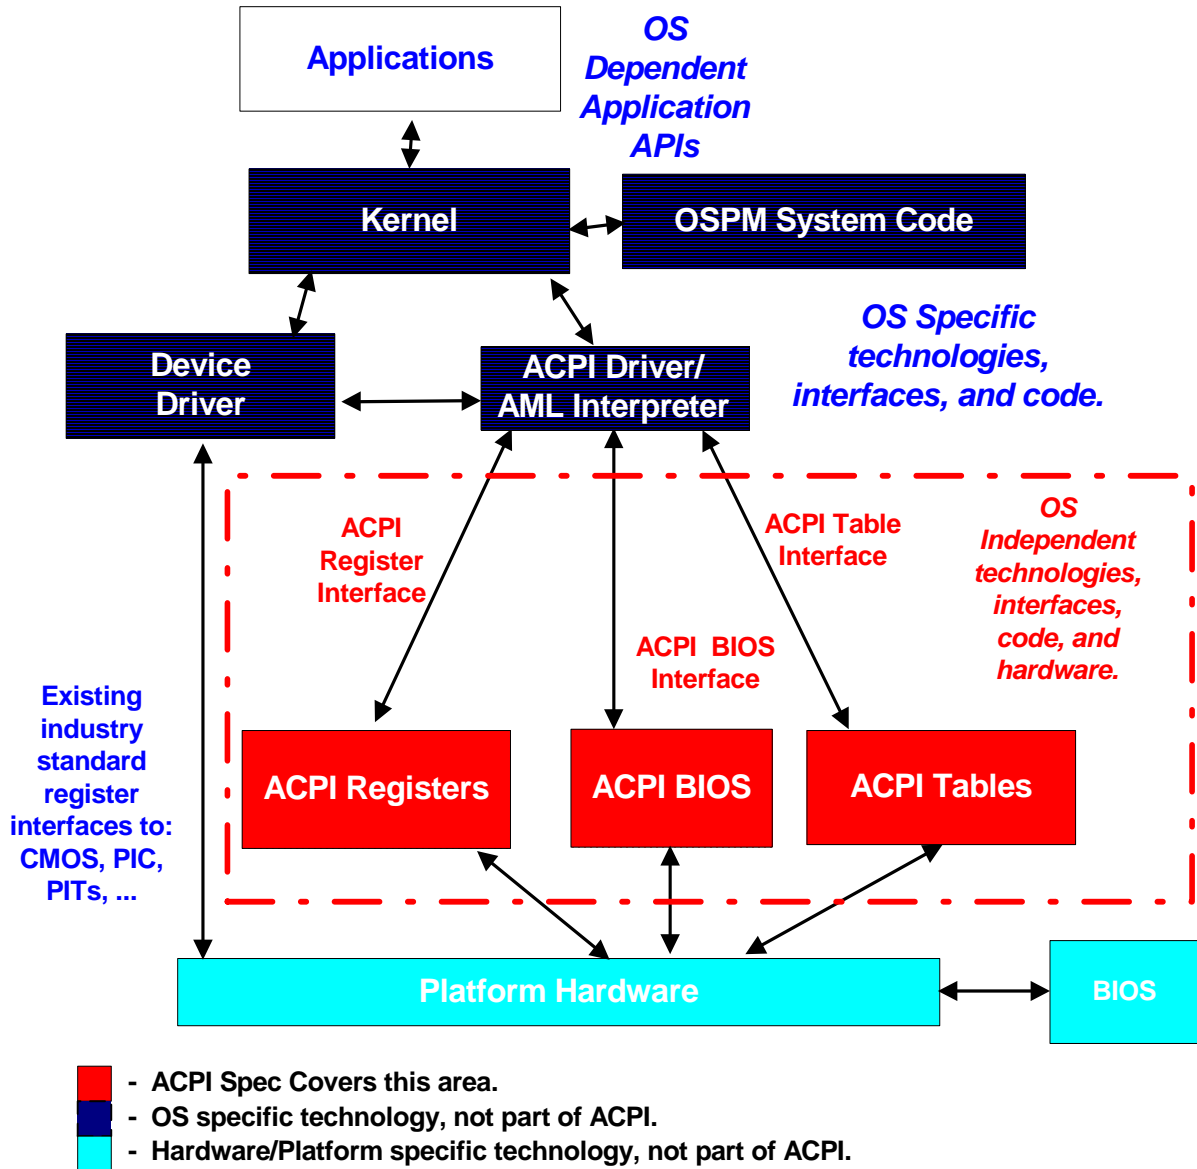 Applications
OS
Dependent
Application
APIs
Kernel
OSPM System Code
OS Specific
technologies,
interfaces, and code.
Device
Driver
ACPI Driver/
AML Interpreter
ACPI
Register
Interface
ACPI Table
Interface
OS
Independent
technologies,
interfaces,
code, and
hardware.
ACPI BIOS
Interface
Existing
industry
standard
register
interfaces to:
CMOS, PIC,
PITs, ...
ACPI Registers
ACPI BIOS
ACPI Tables
Platform Hardware
BIOS
- ACPI Spec Covers this area.
- OS specific technology, not part of ACPI.
- Hardware/Platform specific technology, not part of ACPI.